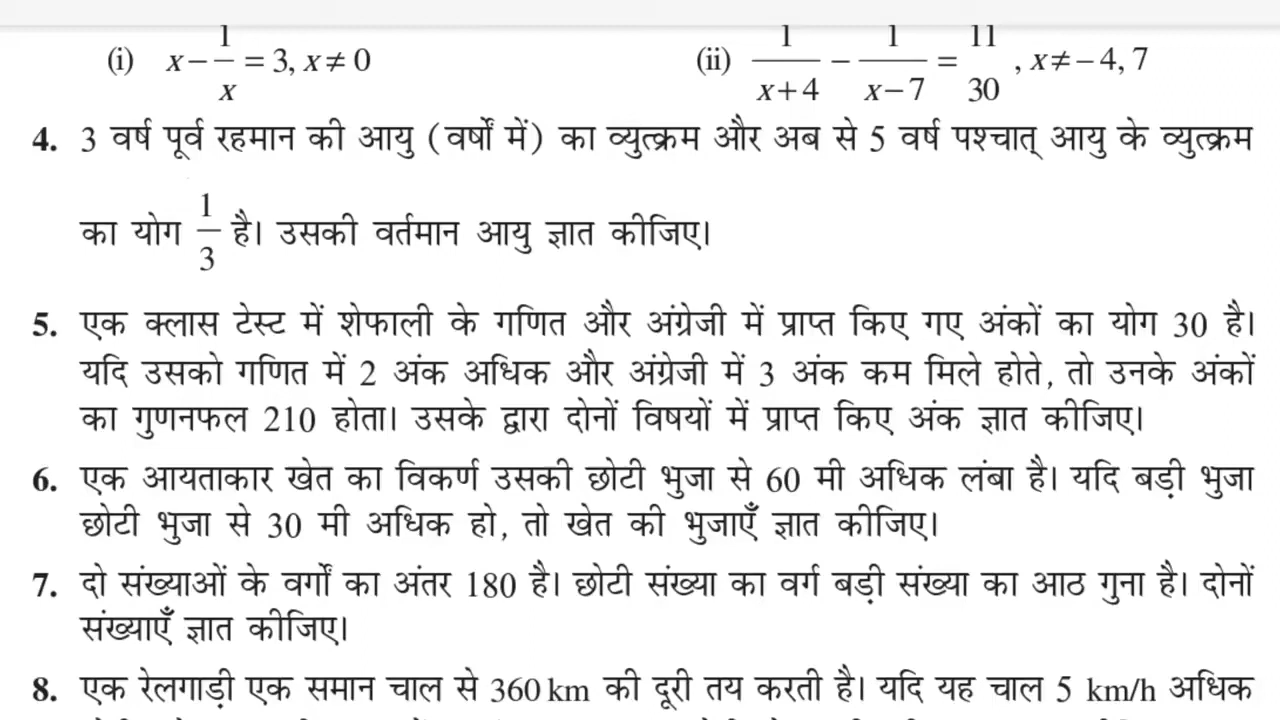 (i) x − 1/x = 3, x ≠ 0 (ii) 1/(x+4) − 1/(x−7) = 11/30, x ≠ − 4, 7
4. 3 वर्ष पूर्व रहमान की आयु (वर्षों में) का व्युत्क्रम और अब से 5 वर्ष पश्चात् आयु के व्युत्क्रम
का योग 1/3 है। उसकी वर्तमान आयु ज्ञात कीजिए।
5. एक क्लास टेस्ट में शेफाली के गणित और अंग्रेजी में प्राप्त किए गए अंकों का योग 30 है।
यदि उसको गणित में 2 अंक अधिक और अंग्रेजी में 3 अंक कम मिले होते, तो उनके अंकों
का गुणनफल 210 होता। उसके द्वारा दोनों विषयों में प्राप्त किए अंक ज्ञात कीजिए।
6. एक आयताकार खेत का विकर्ण उसकी छोटी भुजा से 60 मी अधिक लंबा है। यदि बड़ी भुजा
छोटी भुजा से 30 मी अधिक हो, तो खेत की भुजाएँ ज्ञात कीजिए।
7. दो संख्याओं के वर्गों का अंतर 180 है। छोटी संख्या का वर्ग बड़ी संख्या का आठ गुना है। दोनों
संख्याएँ ज्ञात कीजिए।
8. एक रेलगाड़ी एक समान चाल से 360 km की दूरी तय करती है। यदि यह चाल 5 km/h अधिक